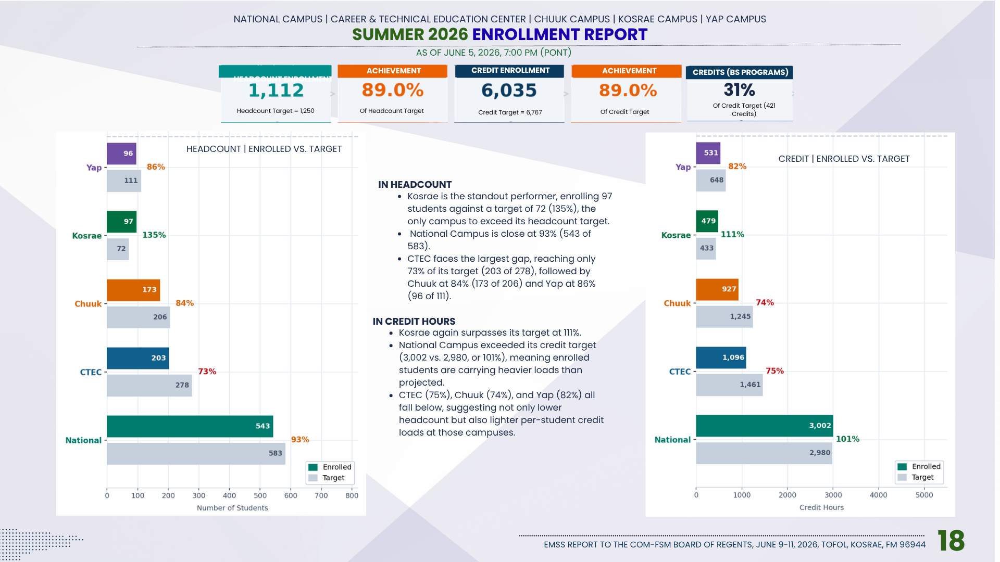 NATIONAL CAMPUS | CAREER & TECHNICAL EDUCATION CENTER | CHUUK CAMPUS | KOSRAE CAMPUS | YAP CAMPUS
SUMMER 2026 ENROLLMENT REPORT
AS OF JUNE 5, 2026, 7:00 PM (PONT)
HEADCOUNT ENROLLMENT
1,112
Headcount Target = 1,250
ACHIEVEMENT
89.0%
Of Headcount Target
CREDIT ENROLLMENT
6,035
Credit Target = 6,767
ACHIEVEMENT
89.0%
Of Credit Target
CREDITS (BS PROGRAMS)
31%
Of Credit Target (421
Credits)
HEADCOUNT | ENROLLED VS. TARGET
Yap
96
86%
111
Kosrae
97
135%
72
Chuuk
173
84%
206
CTEC
203
73%
278
National
543
93%
583
Enrolled
Target
0 100 200 300 400 500 600 700 800
Number of Students
IN HEADCOUNT
• Kosrae is the standout performer, enrolling 97
students against a target of 72 (135%), the
only campus to exceed its headcount target.
• National Campus is close at 93% (543 of
583).
• CTEC faces the largest gap, reaching only
73% of its target (203 of 278), followed by
Chuuk at 84% (173 of 206) and Yap at 86%
(96 of 111).
IN CREDIT HOURS
• Kosrae again surpasses its target at 111%.
• National Campus exceeded its credit target
(3,002 vs. 2,980, or 101%), meaning enrolled
students are carrying heavier loads than
projected.
• CTEC (75%), Chuuk (74%), and Yap (82%) all
fall below, suggesting not only lower
headcount but also lighter per-student credit
loads at those campuses.
CREDIT | ENROLLED VS. TARGET
Yap
531
82%
648
Kosrae
479
111%
433
Chuuk
927
74%
1,245
CTEC
1,096
75%
1,461
National
3,002
101%
2,980
Enrolled
Target
0 1000 2000 3000 4000 5000
Credit Hours
EMSS REPORT TO THE COM-FSM BOARD OF REGENTS, JUNE 9-11, 2026, TOFOL, KOSRAE, FM 96944
18